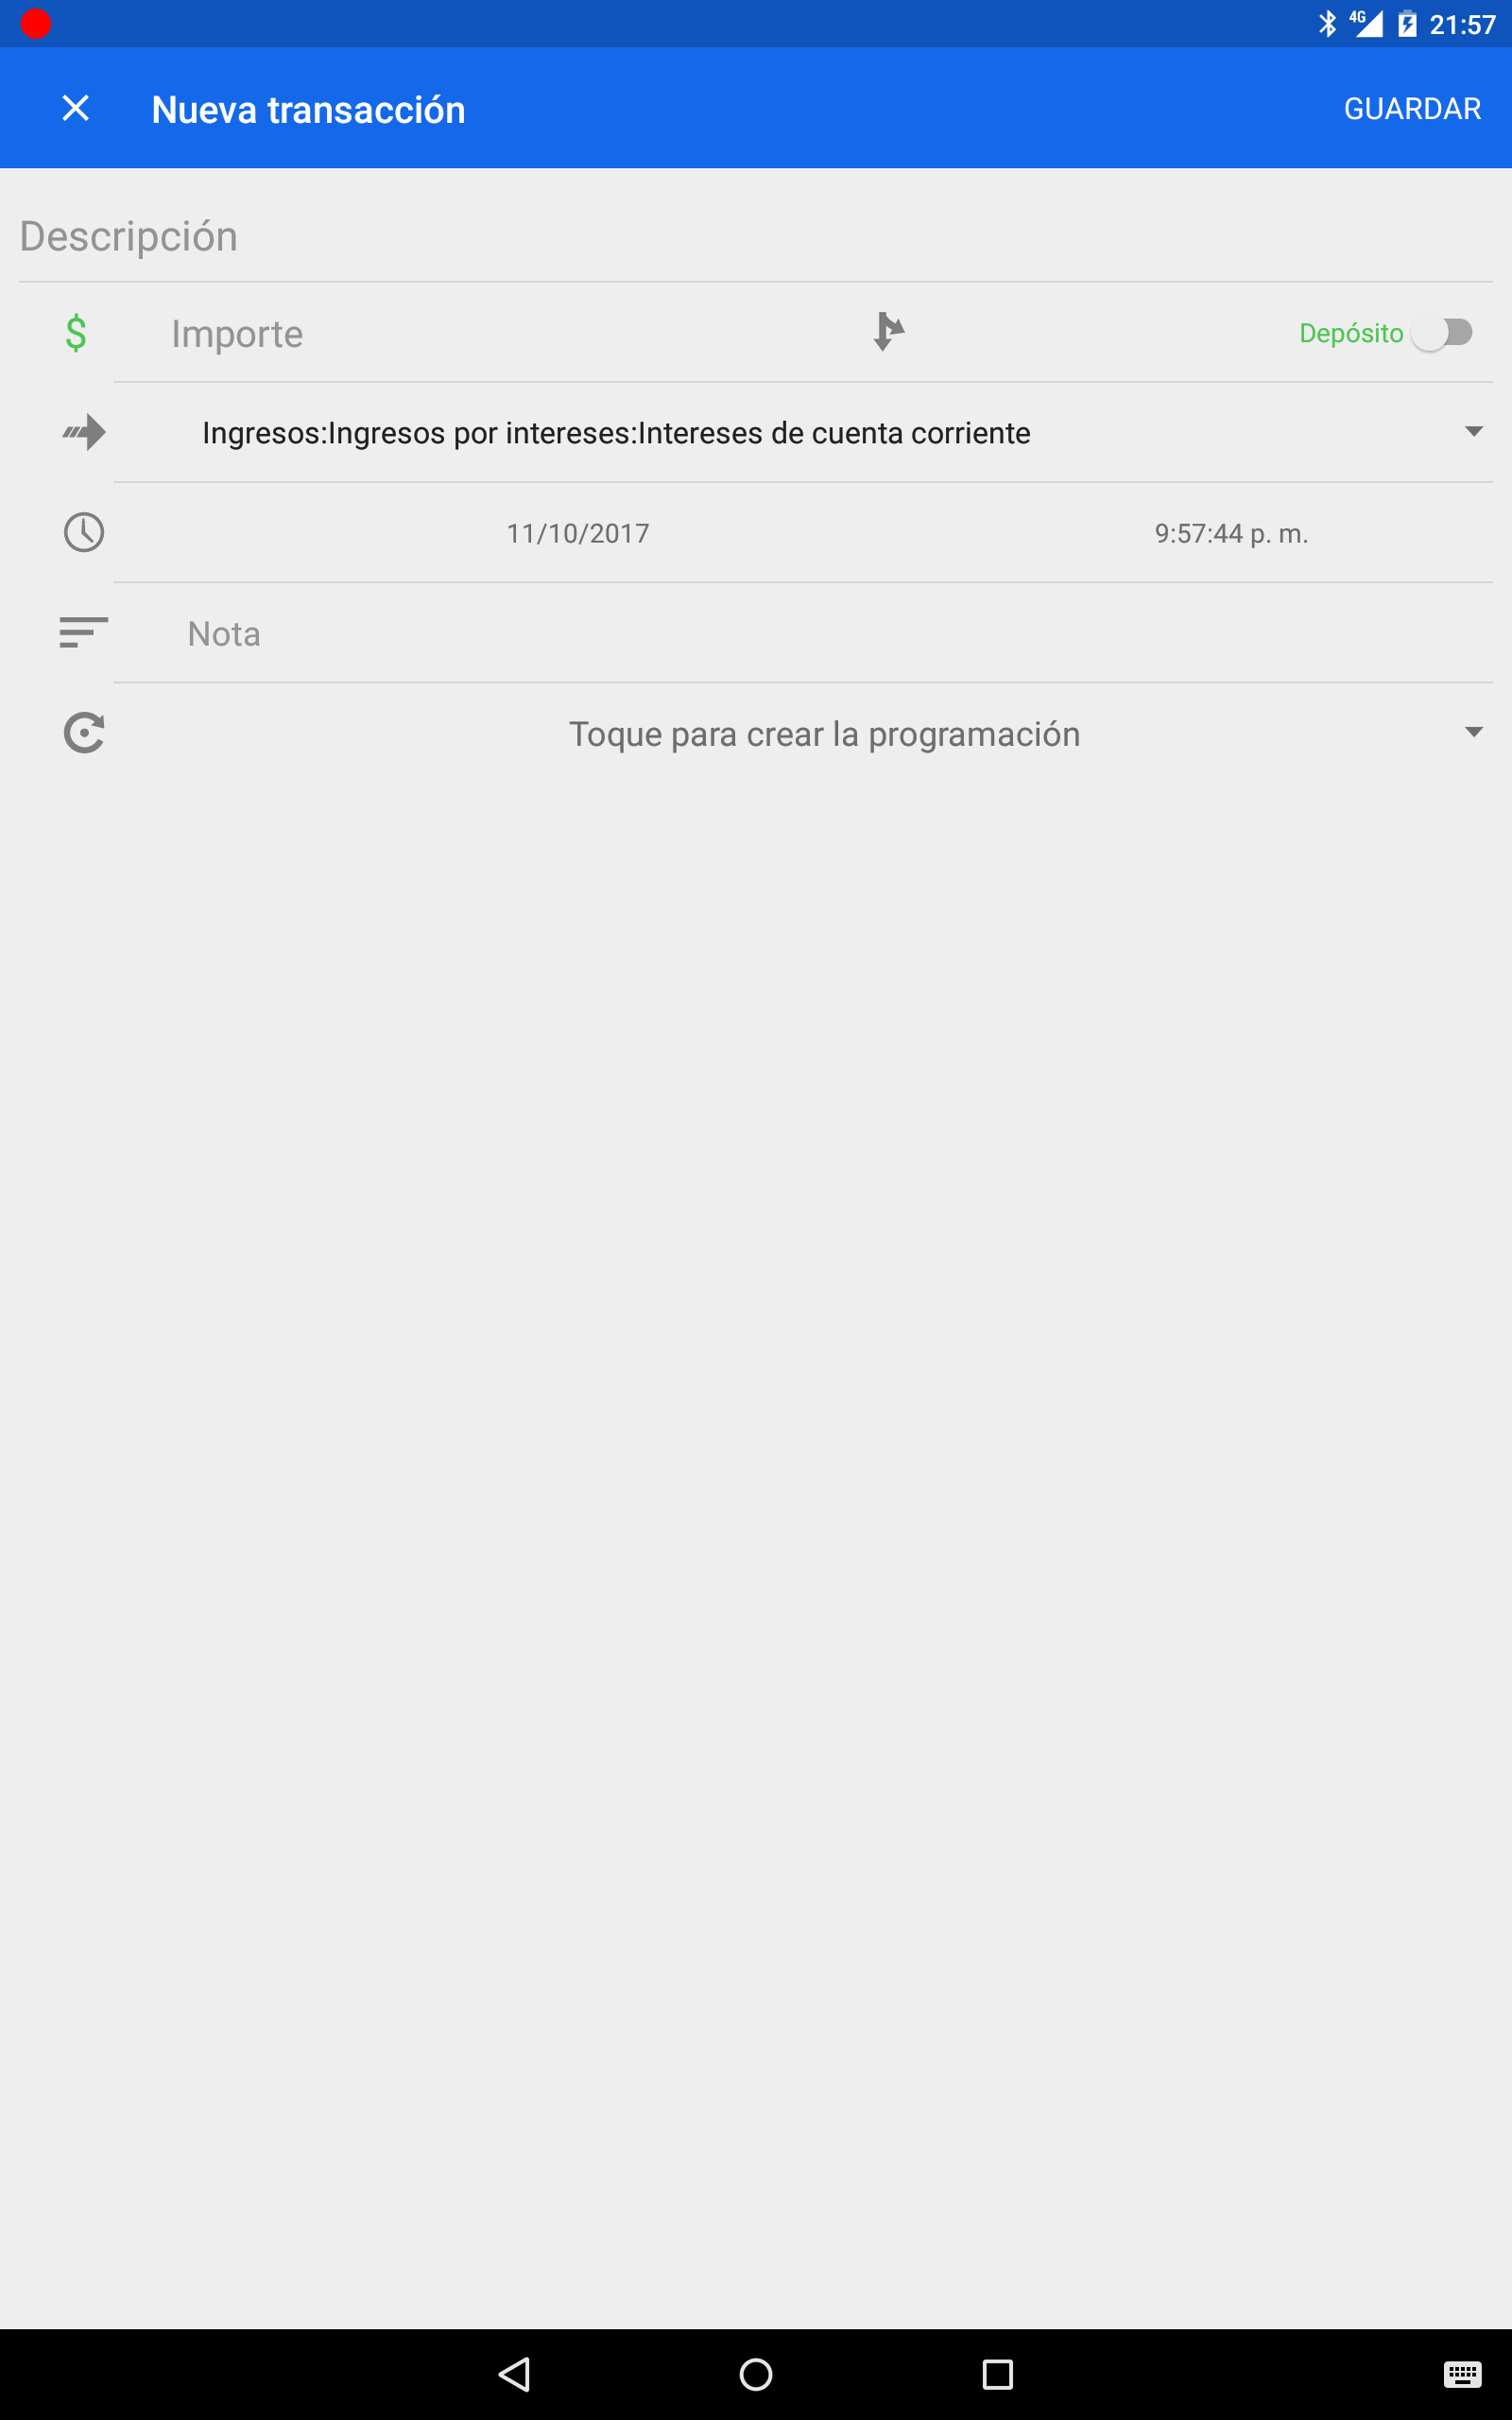 4G 21:57
Nueva transacción GUARDAR
Descripción
$ Importe Depósito
Ingresos:Ingresos por intereses:Intereses de cuenta corriente
11/10/2017 9:57:44 p. m.
Nota
Toque para crear la programación